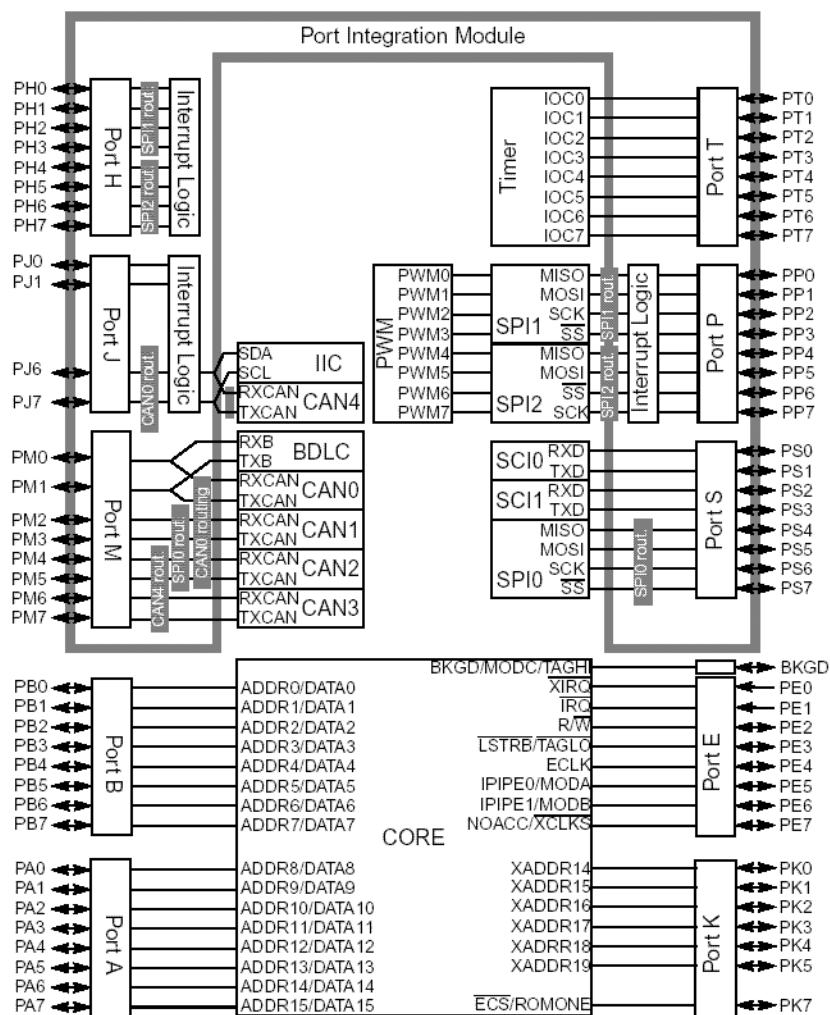 Port Integration Module
PH0
PH1
PH2
PH3
PH4
PH5
PH6
PH7
Port H
SPI1 rout.
SPI2 rout.
Interrupt Logic
PJ0
PJ1
PJ6
PJ7
Port J
CAN0 rout.
Interrupt Logic
SDA
SCL
IIC
RXCAN
TXCAN
CAN4
PM0
PM1
PM2
PM3
PM4
PM5
PM6
PM7
Port M
CAN4 rout.
SPI0 rout.
CAN0 routing
RXB
TXB
BDLC
RXCAN
TXCAN
CAN0
RXCAN
TXCAN
CAN1
RXCAN
TXCAN
CAN2
RXCAN
TXCAN
CAN3
Timer
IOC0
IOC1
IOC2
IOC3
IOC4
IOC5
IOC6
IOC7
Port T
PT0
PT1
PT2
PT3
PT4
PT5
PT6
PT7
PWM
PWM0
PWM1
PWM2
PWM3
PWM4
PWM5
PWM6
PWM7
SPI1
MISO
MOSI
SCK
SS
SPI2
MISO
MOSI
SS
SCK
SPI1 rout.
SPI2 rout.
Interrupt Logic
Port P
PP0
PP1
PP2
PP3
PP4
PP5
PP6
PP7
SCI0
RXD
TXD
SCI1
RXD
TXD
SPI0
MISO
MOSI
SCK
SS
SPI0 rout.
Port S
PS0
PS1
PS2
PS3
PS4
PS5
PS6
PS7
PB0
PB1
PB2
PB3
PB4
PB5
PB6
PB7
Port B
ADDR0/DATA0
ADDR1/DATA1
ADDR2/DATA2
ADDR3/DATA3
ADDR4/DATA4
ADDR5/DATA5
ADDR6/DATA6
ADDR7/DATA7
CORE
PA0
PA1
PA2
PA3
PA4
PA5
PA6
PA7
Port A
ADDR8/DATA8
ADDR9/DATA9
ADDR10/DATA10
ADDR11/DATA11
ADDR12/DATA12
ADDR13/DATA13
ADDR14/DATA14
ADDR15/DATA15
BKGD/MODC/TAGHI
XIRQ
IRQ
R/W
LSTRB/TAGLO
ECLK
IPIPE0/MODA
IPIPE1/MODB
NOACC/XCLKS
Port E
BKGD
PE0
PE1
PE2
PE3
PE4
PE5
PE6
PE7
XADDR14
XADDR15
XADDR16
XADDR17
XADRR18
XADDR19
ECS/ROMONE
Port K
PK0
PK1
PK2
PK3
PK4
PK5
PK7